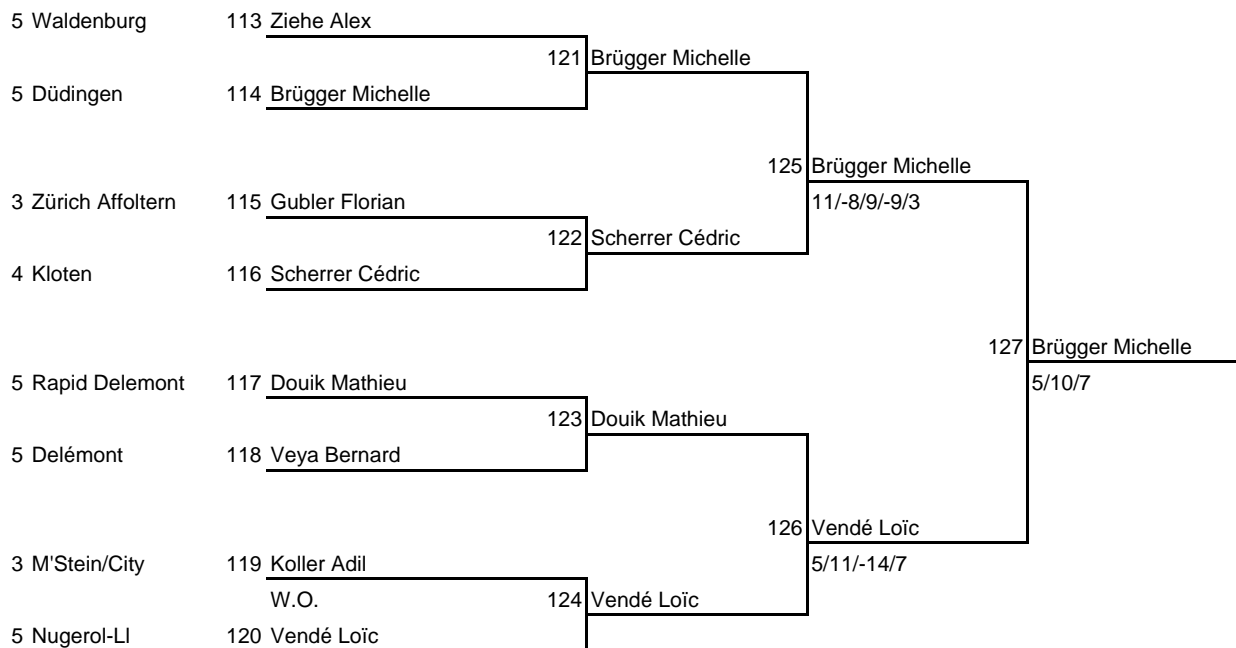 5 Waldenburg 113 Ziehe Alex
121 Brügger Michelle
5 Düdingen 114 Brügger Michelle
125 Brügger Michelle
3 Zürich Affoltern 115 Gubler Florian 11/-8/9/-9/3
122 Scherrer Cédric
4 Kloten 116 Scherrer Cédric
127 Brügger Michelle
5 Rapid Delemont 117 Douik Mathieu 5/10/7
123 Douik Mathieu
5 Delémont 118 Veya Bernard
126 Vendé Loïc
3 M'Stein/City 119 Koller Adil 5/11/-14/7
W.O. 124 Vendé Loïc
5 Nugerol-LI 120 Vendé Loïc